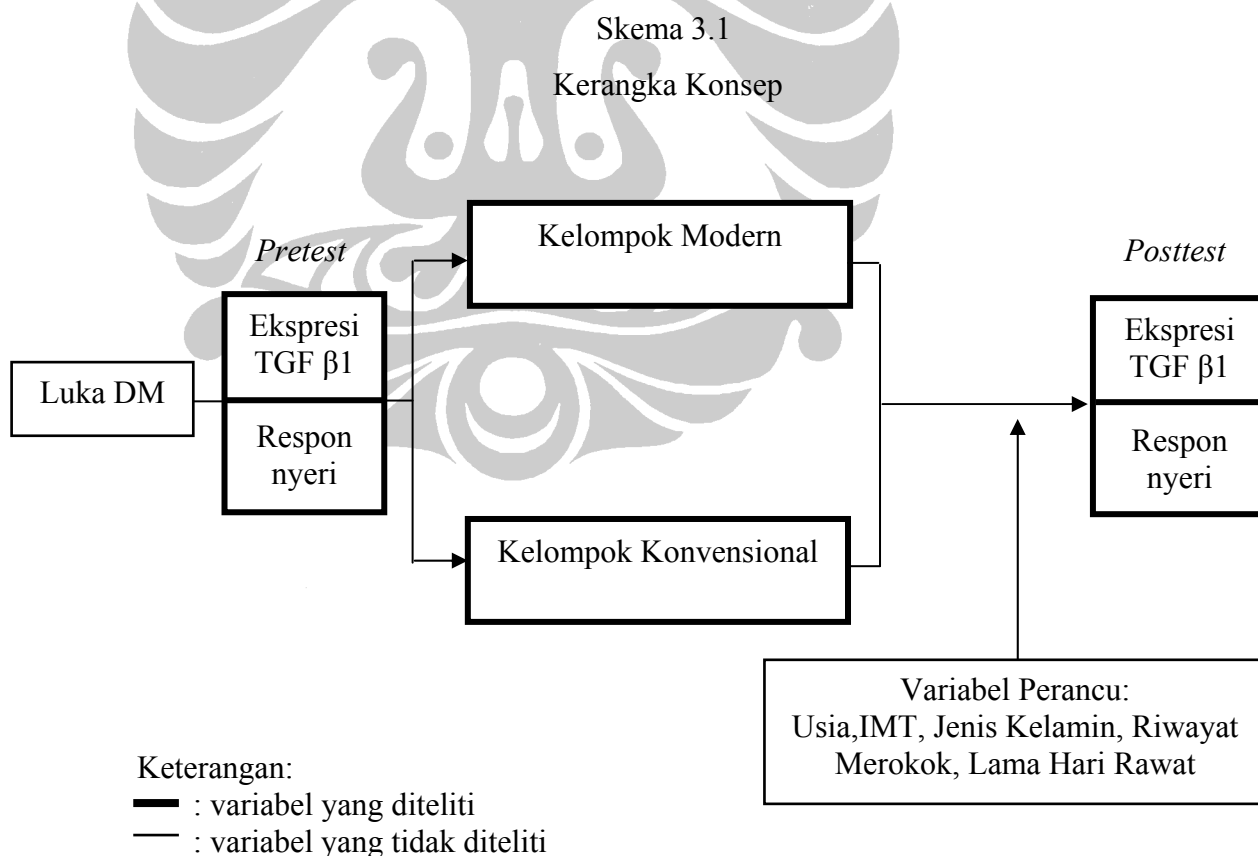 Skema 3.1
Kerangka Konsep
Pretest
Ekspresi
TGF β1
Respon
nyeri
Luka DM
Kelompok Modern
Kelompok Konvensional
Posttest
Ekspresi
TGF β1
Respon
nyeri
Variabel Perancu:
Usia,IMT, Jenis Kelamin, Riwayat
Merokok, Lama Hari Rawat
Keterangan:
: variabel yang diteliti
: variabel yang tidak diteliti